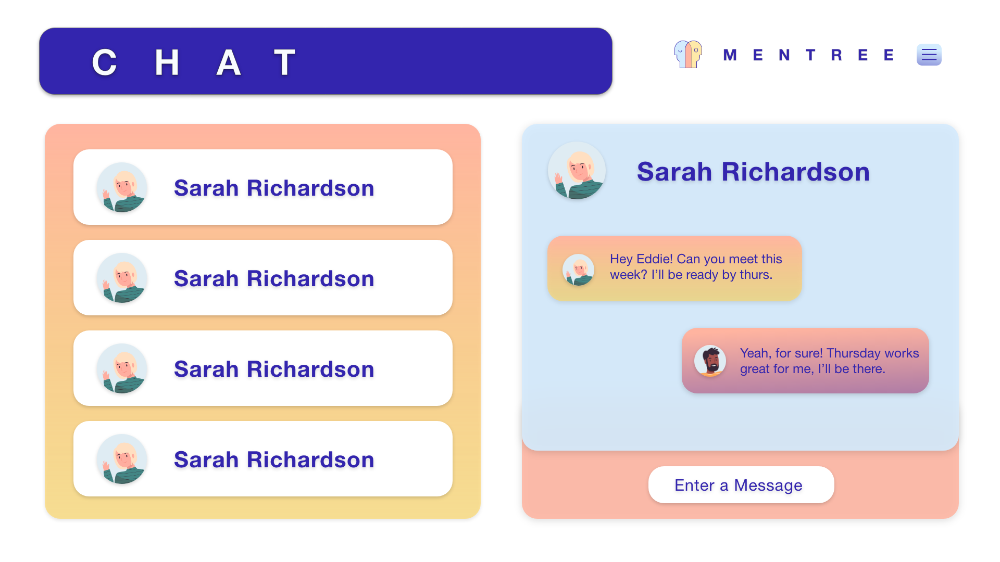 CHAT
MENTREE
Sarah Richardson
Sarah Richardson
Sarah Richardson
Sarah Richardson
Sarah Richardson
Hey Eddie! Can you meet this
week? I’ll be ready by thurs.
Yeah, for sure! Thursday works
great for me, I’ll be there.
Enter a Message